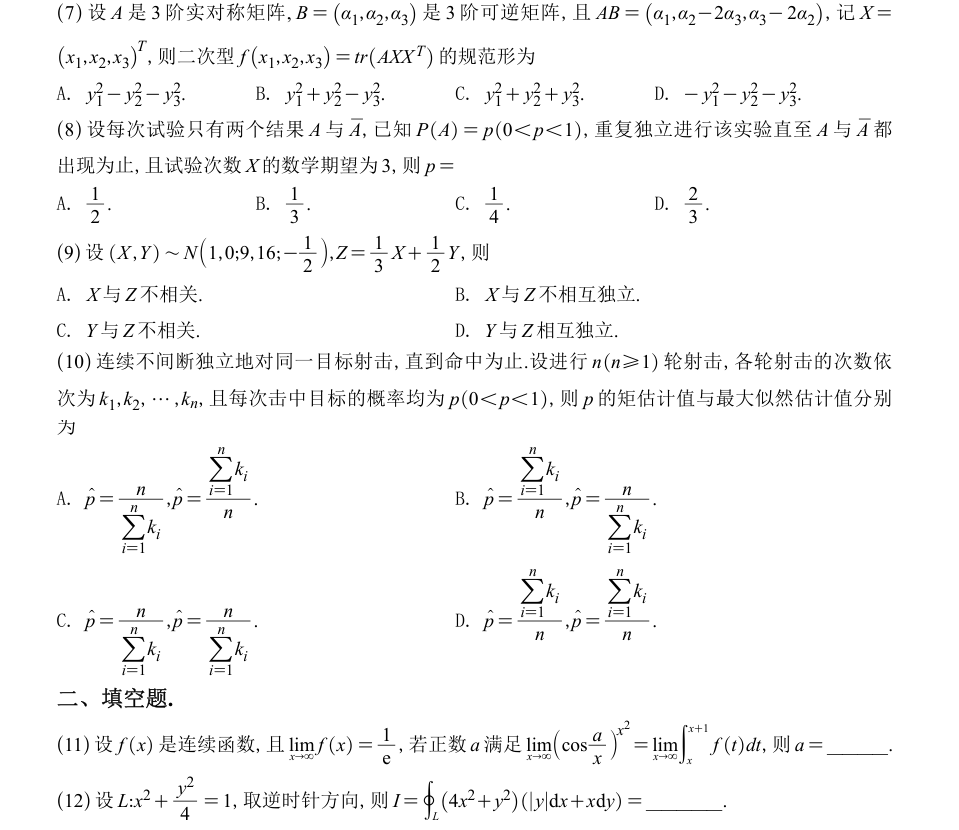 (7) 设 A 是 3 阶实对称矩阵, B = (α₁,α₂,α₃) 是 3 阶可逆矩阵, 且 AB = (α₁,α₂−2α₃,α₃−2α₂), 记 X =
(x₁,x₂,x₃)ᵀ, 则二次型 f(x₁,x₂,x₃) = tr(AXXᵀ) 的规范形为
A. y₁²−y₂²−y₃². B. y₁²+y₂²−y₃². C. y₁²+y₂²+y₃². D. −y₁²−y₂²−y₃².
(8) 设每次试验只有两个结果 A 与 A̅, 已知 P(A) = p(0<p<1), 重复独立进行该实验直至 A 与 A̅ 都
出现为止, 且试验次数 X 的数学期望为 3, 则 p =
A. 1/2. B. 1/3. C. 1/4. D. 2/3.
(9) 设 (X,Y) ~ N(1,0;9,16;−1/2), Z = 1/3 X + 1/2 Y, 则
A. X 与 Z 不相关. B. X 与 Z 不相互独立.
C. Y 与 Z 不相关. D. Y 与 Z 相互独立.
(10) 连续不间断独立地对同一目标射击, 直到命中为止.设进行 n(n⩾1) 轮射击, 各轮射击的次数依
次为 k₁,k₂, ⋯ ,kₙ, 且每次击中目标的概率均为 p(0<p<1), 则 p 的矩估计值与最大似然估计值分别
为
A. p̂ = n/∑_{i=1}^{n} kᵢ, p̂ = ∑_{i=1}^{n} kᵢ/n. B. p̂ = ∑_{i=1}^{n} kᵢ/n, p̂ = n/∑_{i=1}^{n} kᵢ.
C. p̂ = n/∑_{i=1}^{n} kᵢ, p̂ = n/∑_{i=1}^{n} kᵢ. D. p̂ = ∑_{i=1}^{n} kᵢ/n, p̂ = ∑_{i=1}^{n} kᵢ/n.
二、填空题.
(11) 设 f(x) 是连续函数, 且 lim_{x→∞} f(x) = 1/e, 若正数 a 满足 lim_{x→∞}(cos a/x)^{x²} = lim_{x→∞} ∫_x^{x+1} f(t)dt, 则 a = ______.
(12) 设 L:x² + y²/4 = 1, 取逆时针方向, 则 I = ∮_L (4x²+y²)(|y|dx+xdy) = ________.